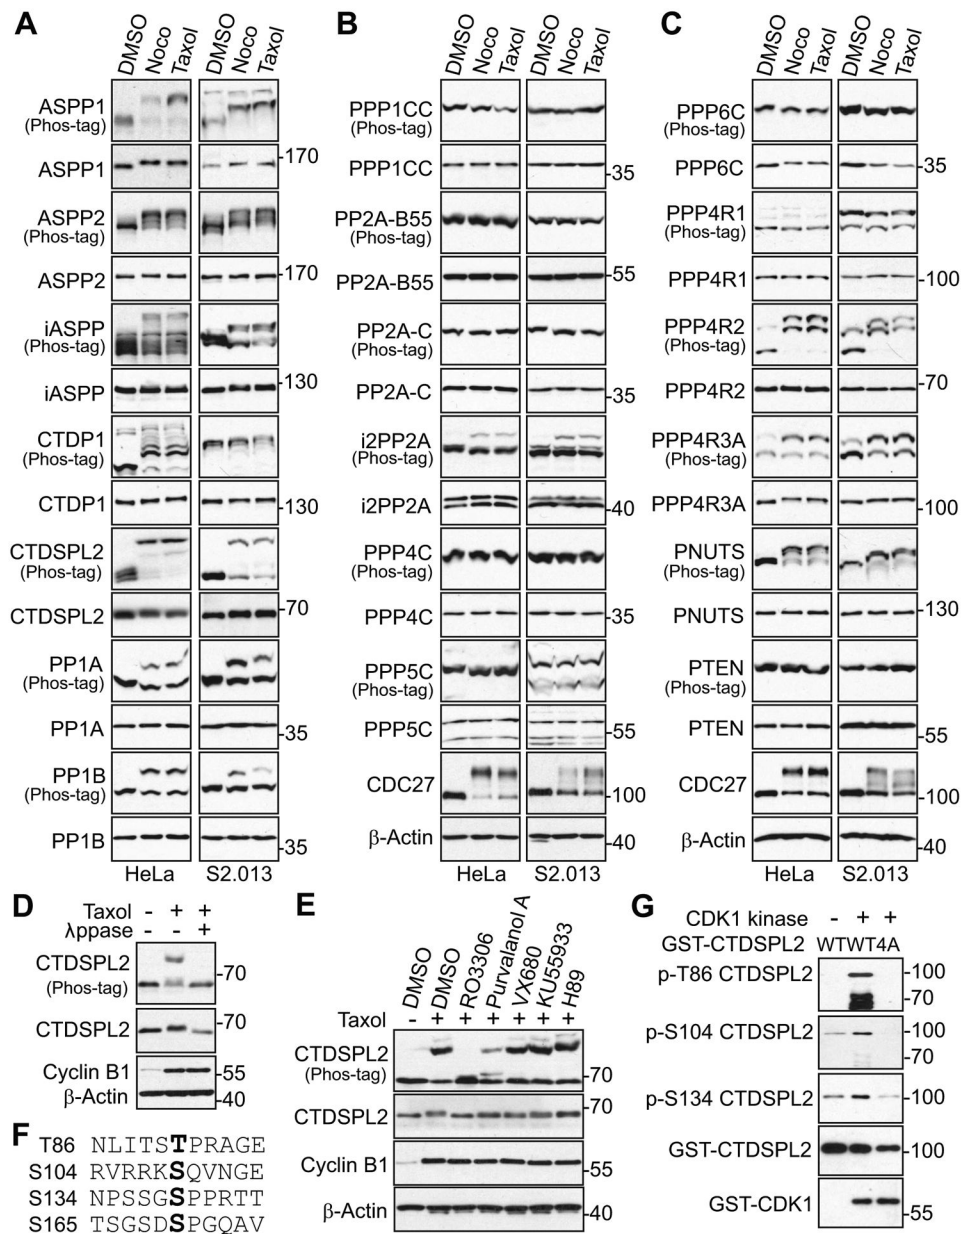 A
DMSO Noco Taxol DMSO Noco Taxol
ASPP1
(Phos-tag)
ASPP1 170
ASPP2
(Phos-tag)
ASPP2 170
iASPP
(Phos-tag)
iASPP 130
CTDP1
(Phos-tag)
CTDP1 130
CTDSPL2
(Phos-tag)
CTDSPL2 70
PP1A
(Phos-tag)
PP1A 35
PP1B
(Phos-tag)
PP1B 35
HeLa S2.013
B
DMSO Noco Taxol DMSO Noco Taxol
PPP1CC
(Phos-tag)
PPP1CC 35
PP2A-B55
(Phos-tag)
PP2A-B55 55
PP2A-C
(Phos-tag)
PP2A-C 35
i2PP2A
(Phos-tag)
i2PP2A 40
PPP4C
(Phos-tag)
PPP4C 35
PPP5C
(Phos-tag)
PPP5C 55
CDC27 100
β-Actin 40
HeLa S2.013
C
DMSO Noco Taxol DMSO Noco Taxol
PPP6C
(Phos-tag)
PPP6C 35
PPP4R1
(Phos-tag)
PPP4R1 100
PPP4R2
(Phos-tag)
PPP4R2 70
PPP4R3A
(Phos-tag)
PPP4R3A 100
PNUTS
(Phos-tag)
PNUTS 130
PTEN
(Phos-tag)
PTEN 55
CDC27 100
β-Actin 40
HeLa S2.013
D
Taxol - + +
λppase - - +
CTDSPL2 70
(Phos-tag)
CTDSPL2 70
Cyclin B1 55
β-Actin 40
E
DMSO DMSO RO3306 Purvalanol A VX680 KU55933 H89
Taxol - + + + + + +
CTDSPL2
(Phos-tag) 70
CTDSPL2 70
Cyclin B1 55
β-Actin 40
F
T86 NLITSTPRAGE
S104 RVRRKSQVNGE
S134 NPSSGSPPRTT
S165 TSGSDSPGQAV
G
CDK1 kinase - + +
GST-CTDSPL2 WT WT 4A
p-T86 CTDSPL2 100
70
p-S104 CTDSPL2 100
70
p-S134 CTDSPL2 100
GST-CTDSPL2 100
GST-CDK1 55